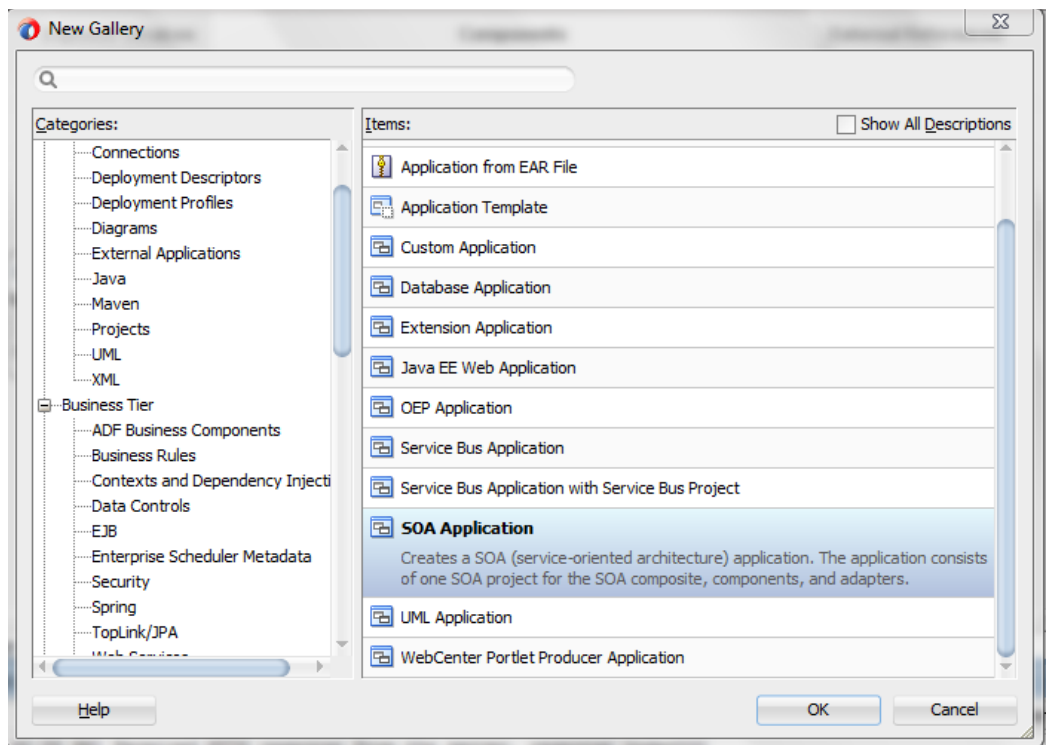 New Gallery
Categories:
Connections
Deployment Descriptors
Deployment Profiles
Diagrams
External Applications
Java
Maven
Projects
UML
XML
Business Tier
ADF Business Components
Business Rules
Contexts and Dependency Injecti
Data Controls
EJB
Enterprise Scheduler Metadata
Security
Spring
TopLink/JPA
Items:
Show All Descriptions
Application from EAR File
Application Template
Custom Application
Database Application
Extension Application
Java EE Web Application
OEP Application
Service Bus Application
Service Bus Application with Service Bus Project
SOA Application
Creates a SOA (service-oriented architecture) application. The application consists
of one SOA project for the SOA composite, components, and adapters.
UML Application
WebCenter Portlet Producer Application
Help
OK
Cancel